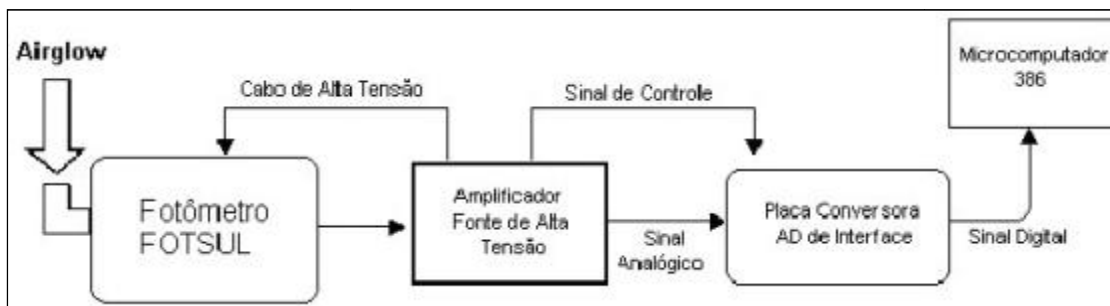 Airglow
Cabo de Alta Tensão
Sinal de Controle
Microcomputador
386
Fotômetro
FOTSUL
Amplificador
Fonte de Alta
Tensão
Sinal
Analógico
Placa Conversora
AD de Interface
Sinal Digital